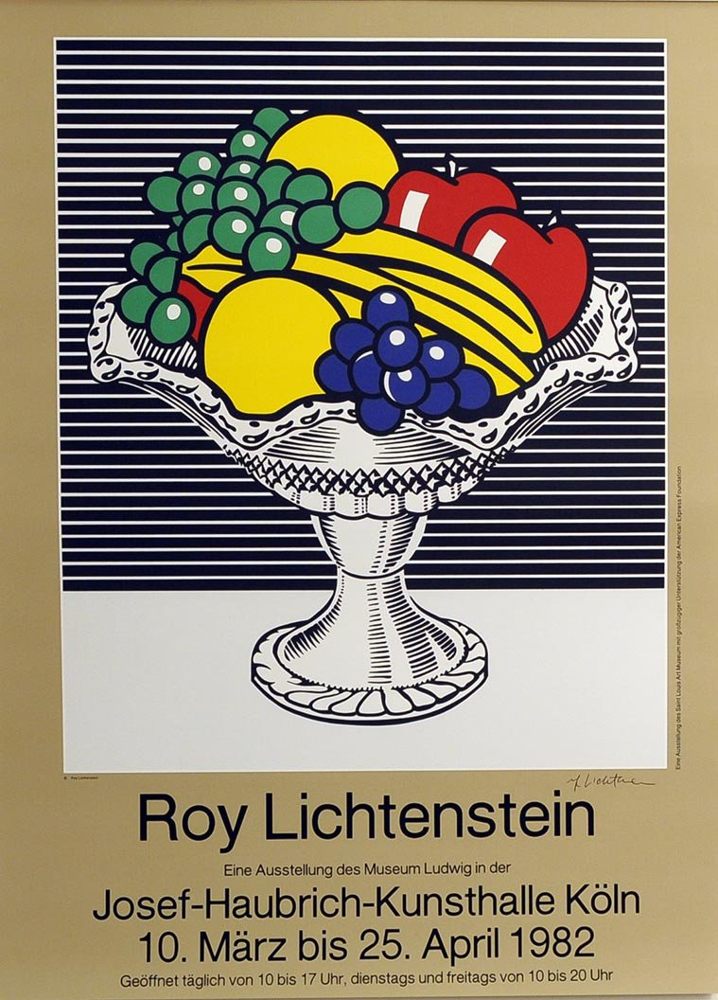 Eine Ausstellung des Saint Louis Art Museum mit großzügiger Unterstützung der American Express Foundation
© Roy Lichtenstein
Roy Lichtenstein
Eine Ausstellung des Museum Ludwig in der
Josef-Haubrich-Kunsthalle Köln
10. März bis 25. April 1982
Geöffnet täglich von 10 bis 17 Uhr, dienstags und freitags von 10 bis 20 Uhr